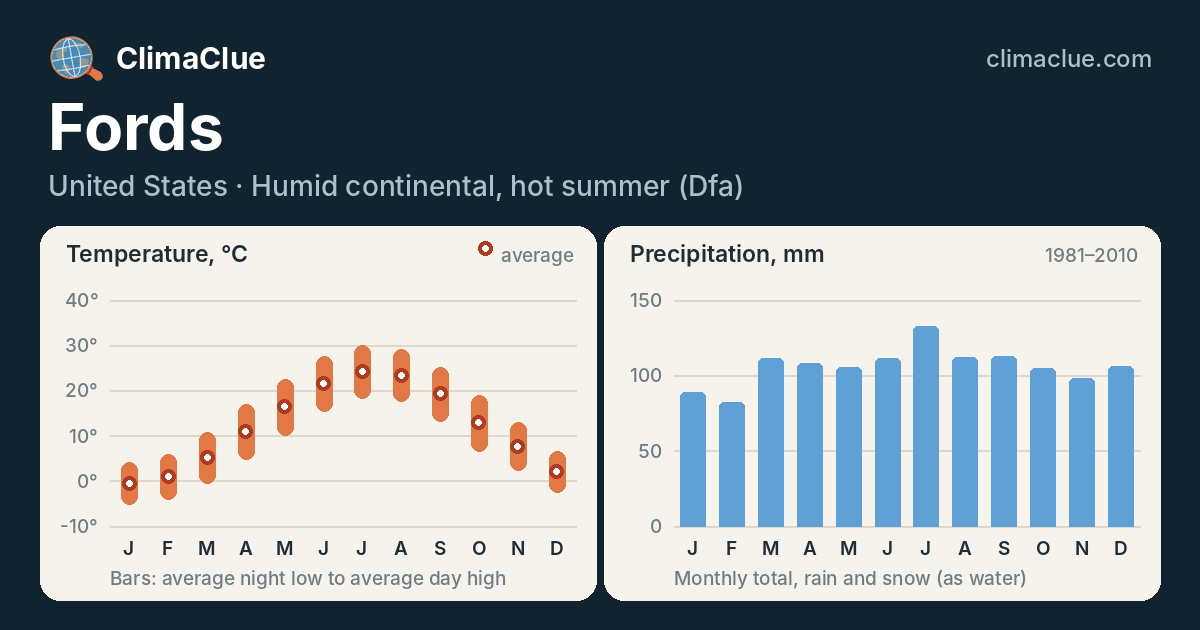 ClimaClue
climaclue.com
Fords
United States · Humid continental, hot summer (Dfa)
Temperature, °C
average
40°
30°
20°
10°
0°
-10°
J F M A M J J A S O N D
Bars: average night low to average day high
Precipitation, mm
1981–2010
150
100
50
0
J F M A M J J A S O N D
Monthly total, rain and snow (as water)